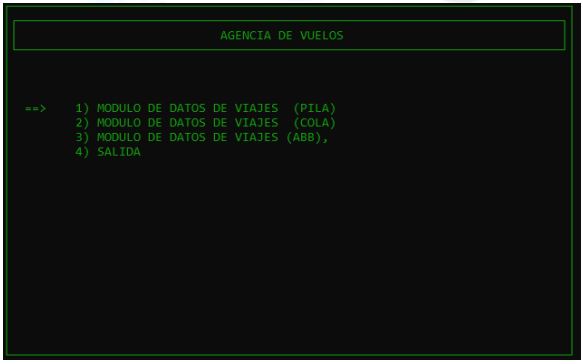 AGENCIA DE VUELOS
==> 1) MODULO DE DATOS DE VIAJES (PILA)
2) MODULO DE DATOS DE VIAJES (COLA)
3) MODULO DE DATOS DE VIAJES (ABB),
4) SALIDA